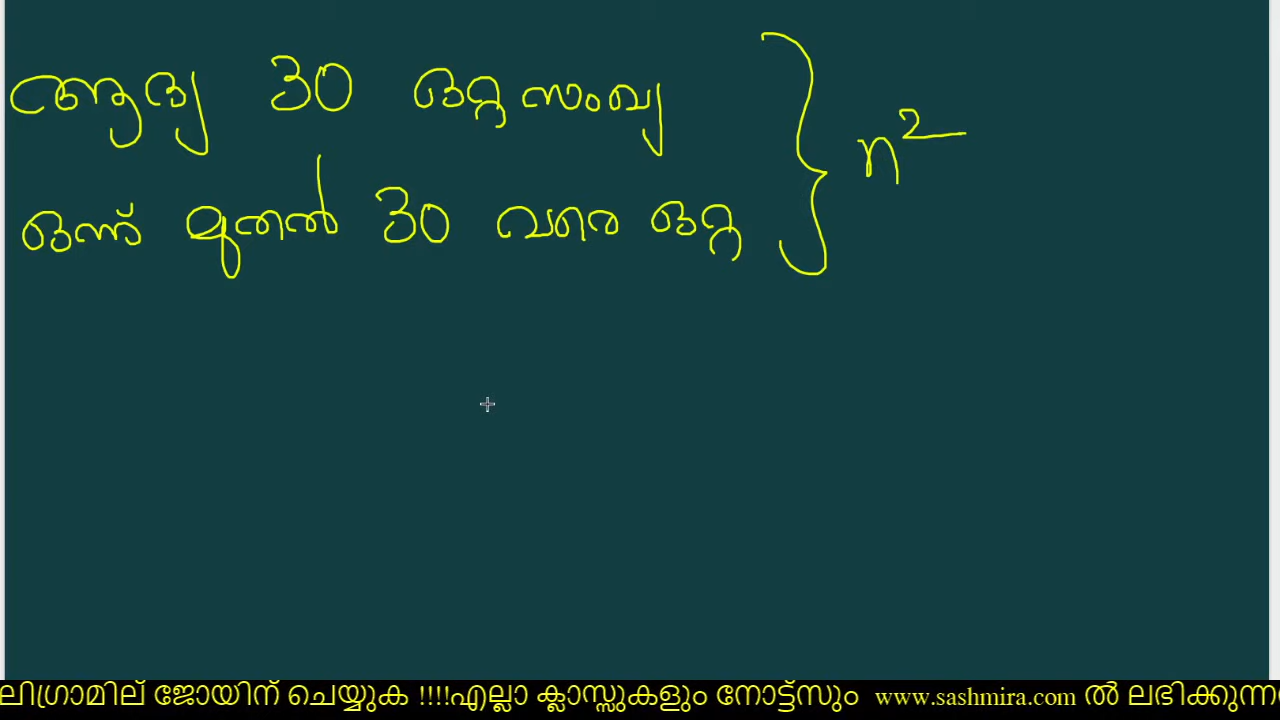 ആദ്യ 30 ഒറ്റസംഖ്യ
ഒന്ന് മുതൽ 30 വരെ ഒറ്റ
n²
ലിഗ്രാമില് ജോയിന് ചെയ്യുക !!!!എല്ലാ ക്ലാസ്സുകളും നോട്ട്സും www.sashmira.com ൽ ലഭിക്കുന്ന